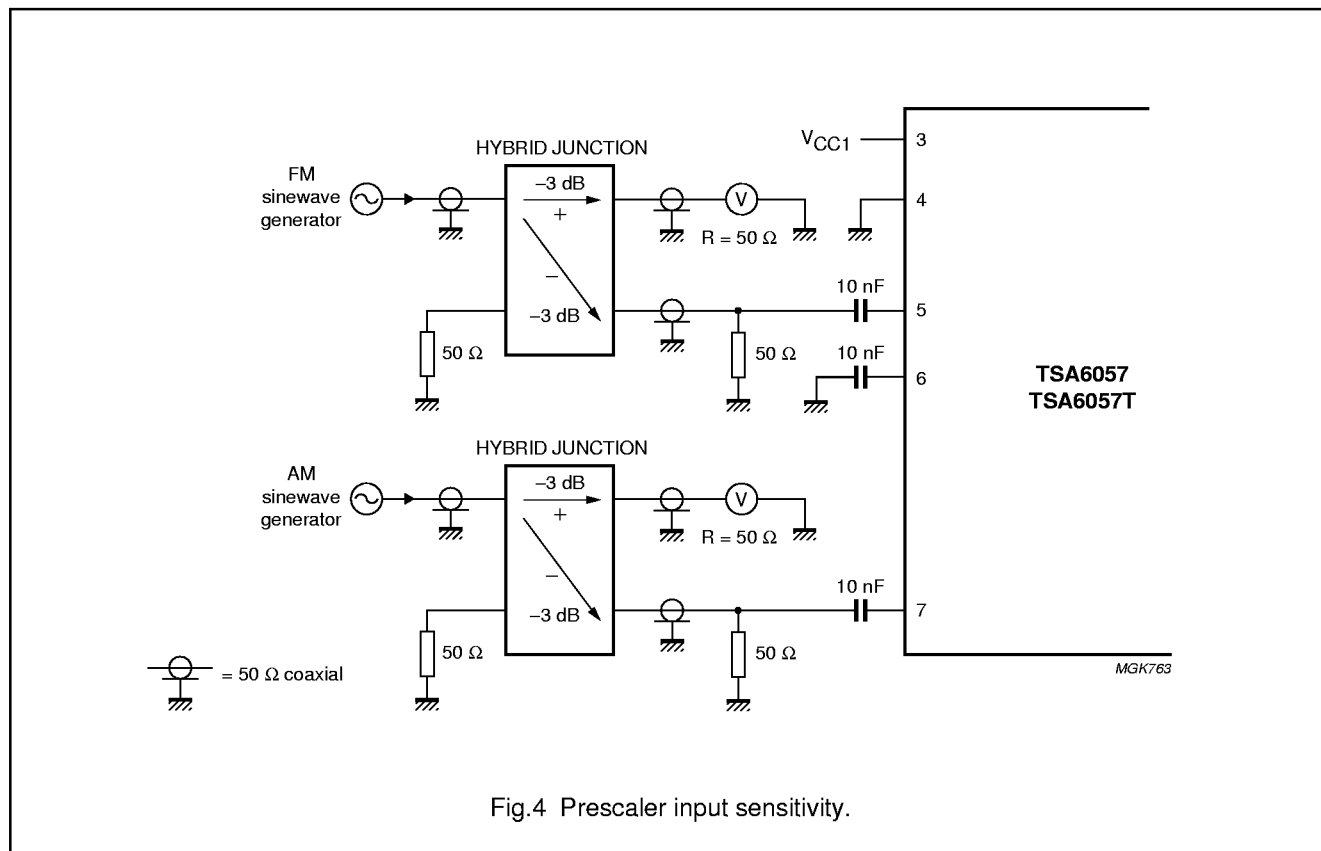 HYBRID JUNCTION
FM
sinewave
generator
−3 dB
+
−
−3 dB
V
R = 50 Ω
50 Ω
50 Ω
VCC1
3
4
10 nF
5
10 nF
6
TSA6057
TSA6057T
HYBRID JUNCTION
AM
sinewave
generator
−3 dB
+
−
−3 dB
V
R = 50 Ω
50 Ω
50 Ω
10 nF
7
= 50 Ω coaxial
MGK763
Fig.4 Prescaler input sensitivity.